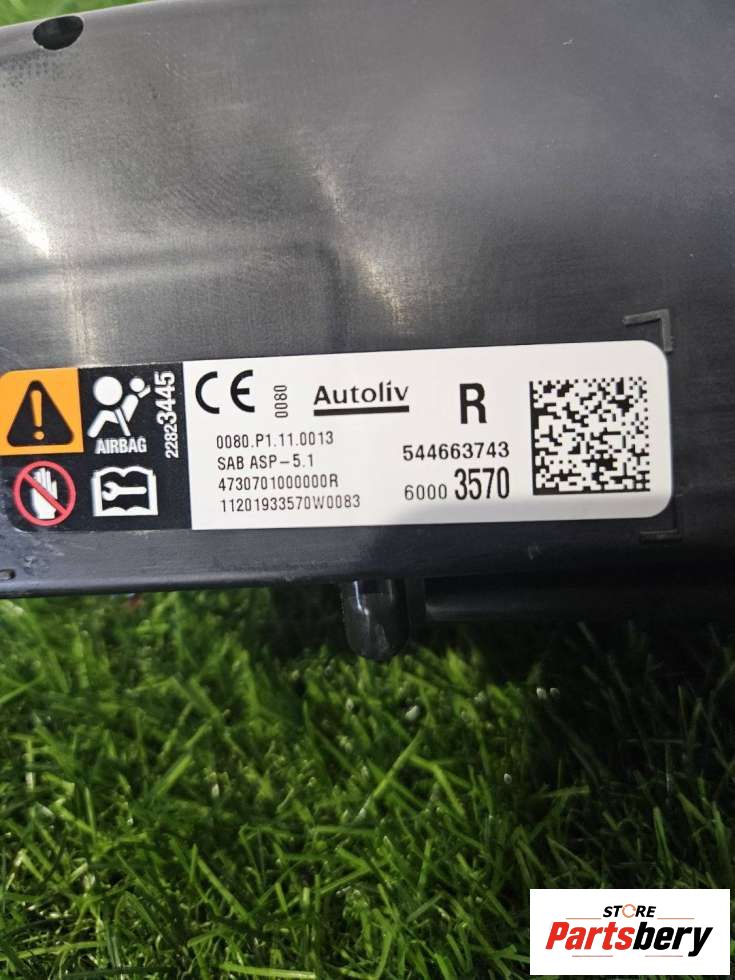 AIRBAG
22823445
CE
0080
Autoliv
R
0080.P1.11.0013
SAB ASP-5.1
4730701000000R
11201933570W0083
544663743
6000 3570
STORE
Partsbery